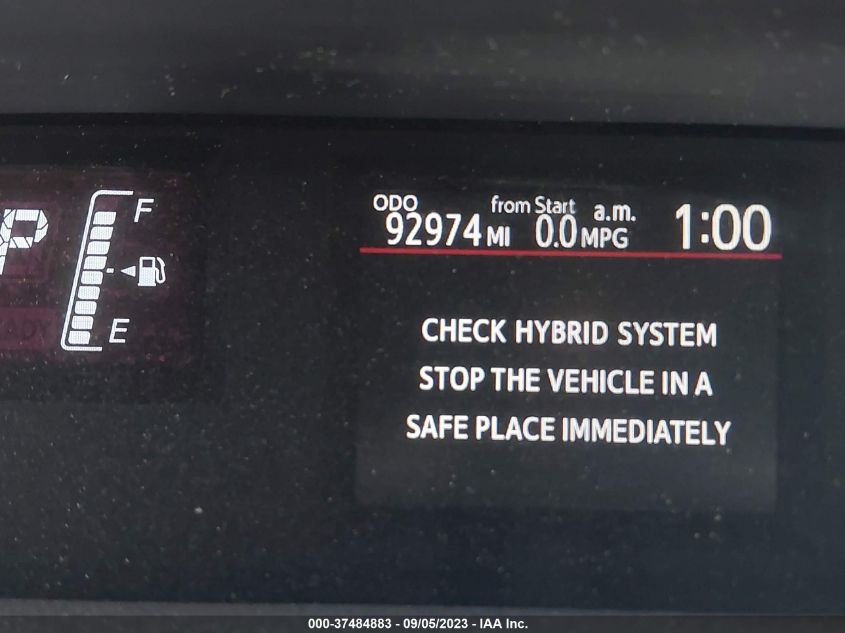 P
F
E
ODO from Start a.m. 1:00
92974 MI 0.0 MPG
CHECK HYBRID SYSTEM
STOP THE VEHICLE IN A
SAFE PLACE IMMEDIATELY
000-37484883 - 09/05/2023 - IAA Inc.